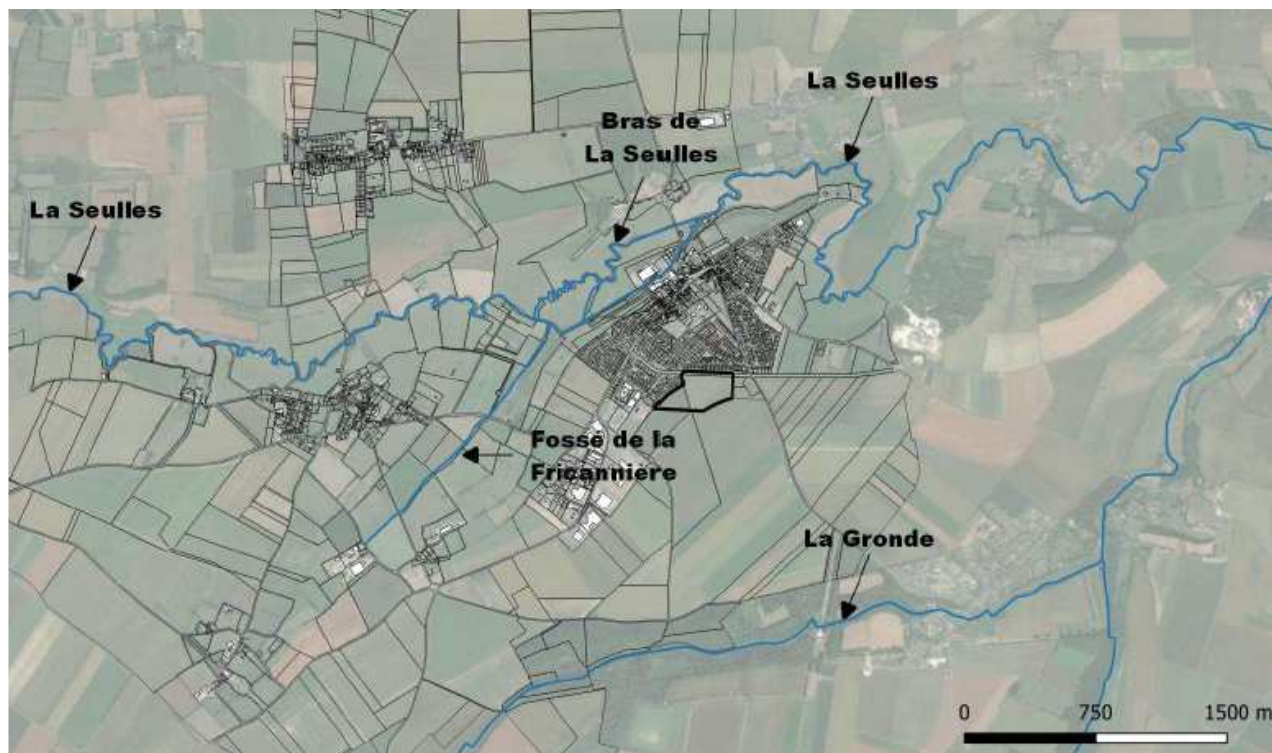 La Seulles
Bras de
La Seulles
La Seulles
Fossé de la
Fricannière
La Gronde
0 750 1500 m